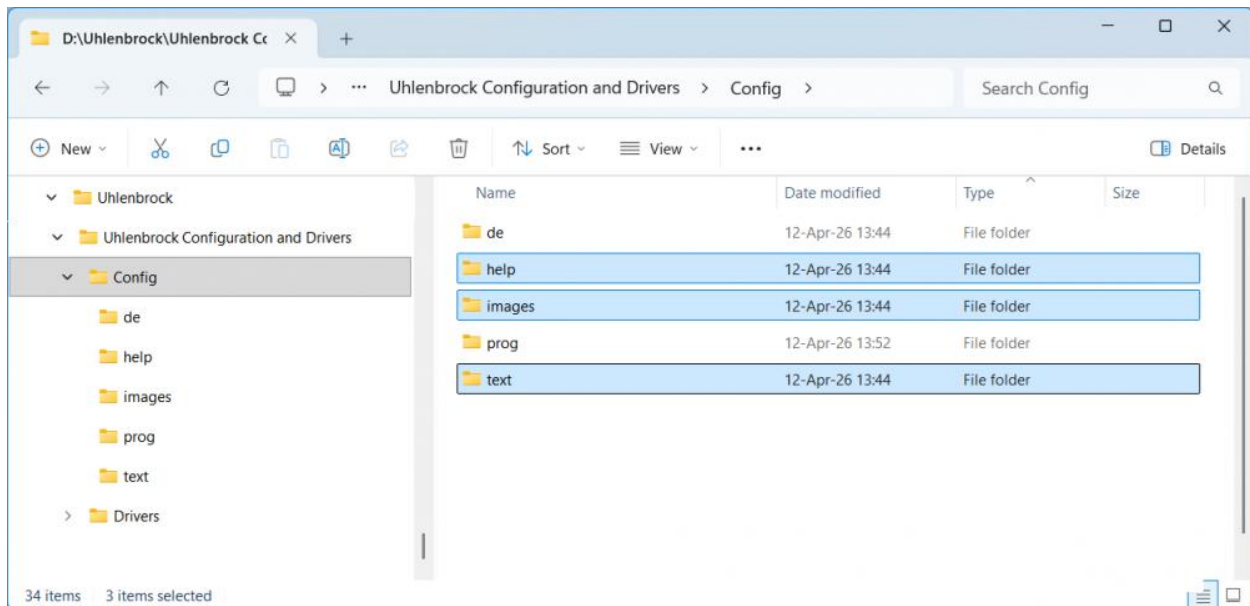 D:\Uhlenbrock\Uhlenbrock Cc
Uhlenbrock Configuration and Drivers > Config >
Search Config
New
A
Sort
View
Details
Uhlenbrock
Uhlenbrock Configuration and Drivers
Config
de
help
images
prog
text
Drivers
Name Date modified Type Size
de 12-Apr-26 13:44 File folder
help 12-Apr-26 13:44 File folder
images 12-Apr-26 13:44 File folder
prog 12-Apr-26 13:52 File folder
text 12-Apr-26 13:44 File folder
34 items 3 items selected